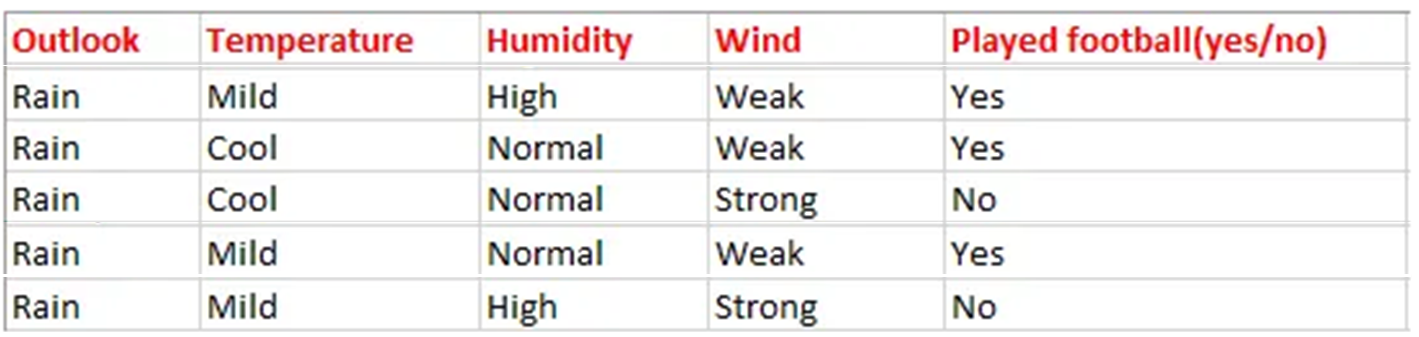 Outlook Temperature Humidity Wind Played football(yes/no)
Rain Mild High Weak Yes
Rain Cool Normal Weak Yes
Rain Cool Normal Strong No
Rain Mild Normal Weak Yes
Rain Mild High Strong No